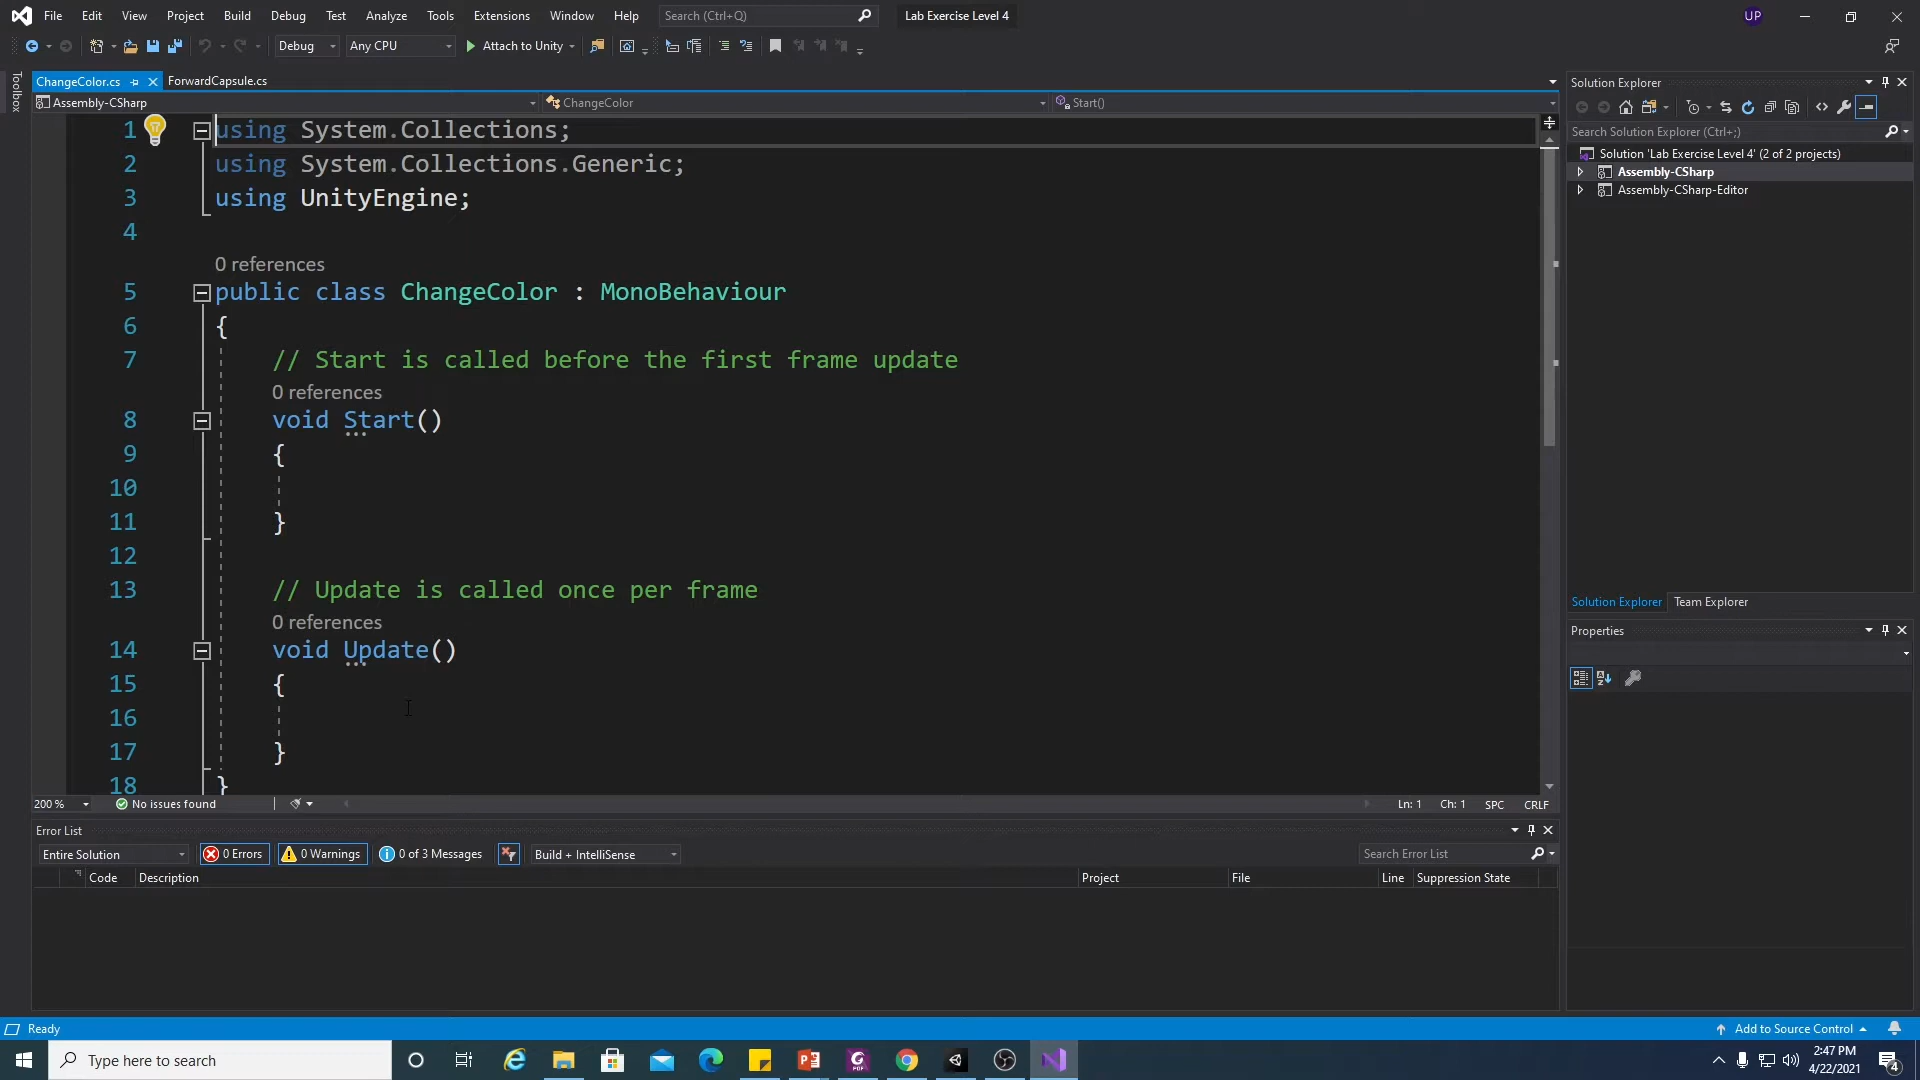 File Edit View Project Build Debug Test Analyze Tools Extensions Window Help Search (Ctrl+Q) Lab Exercise Level 4 UP
Debug Any CPU Attach to Unity
Toolbox
ChangeColor.cs ForwardCapsule.cs
Assembly-CSharp ChangeColor Start()
1 using System.Collections;
2 using System.Collections.Generic;
3 using UnityEngine;
4
0 references
5 public class ChangeColor : MonoBehaviour
6 {
7 // Start is called before the first frame update
0 references
8 void Start()
9 {
10
11 }
12
13 // Update is called once per frame
0 references
14 void Update()
15 {
16
17 }
18 }
200 % No issues found Ln: 1 Ch: 1 SPC CRLF
Error List
Entire Solution 0 Errors 0 Warnings 0 of 3 Messages Build + IntelliSense Search Error List
Code Description Project File Line Suppression State
Solution Explorer
Search Solution Explorer (Ctrl+;)
Solution 'Lab Exercise Level 4' (2 of 2 projects)
Assembly-CSharp
Assembly-CSharp-Editor
Solution Explorer Team Explorer
Properties
Ready Add to Source Control
Type here to search
2:47 PM
4/22/2021
4